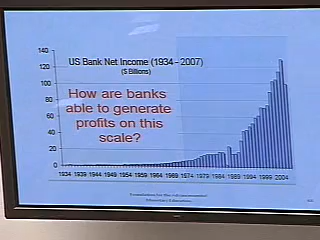 140
120
100
80
60
40
20
0
US Bank Net Income (1934 - 2007)
($ Billions)
How are banks
able to generate
profits on this
scale?
1934 1939 1944 1949 1954 1959 1964 1969 1974 1979 1984 1989 1994 1999 2004
Monetary Education